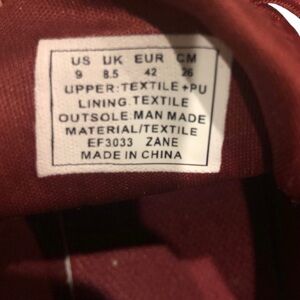 US UK EUR CM
9 8.5 42 26
UPPER:TEXTILE+PU
LINING:TEXTILE
OUTSOLE:MAN MADE
MATERIAL/TEXTILE
EF3033 ZANE
MADE IN CHINA